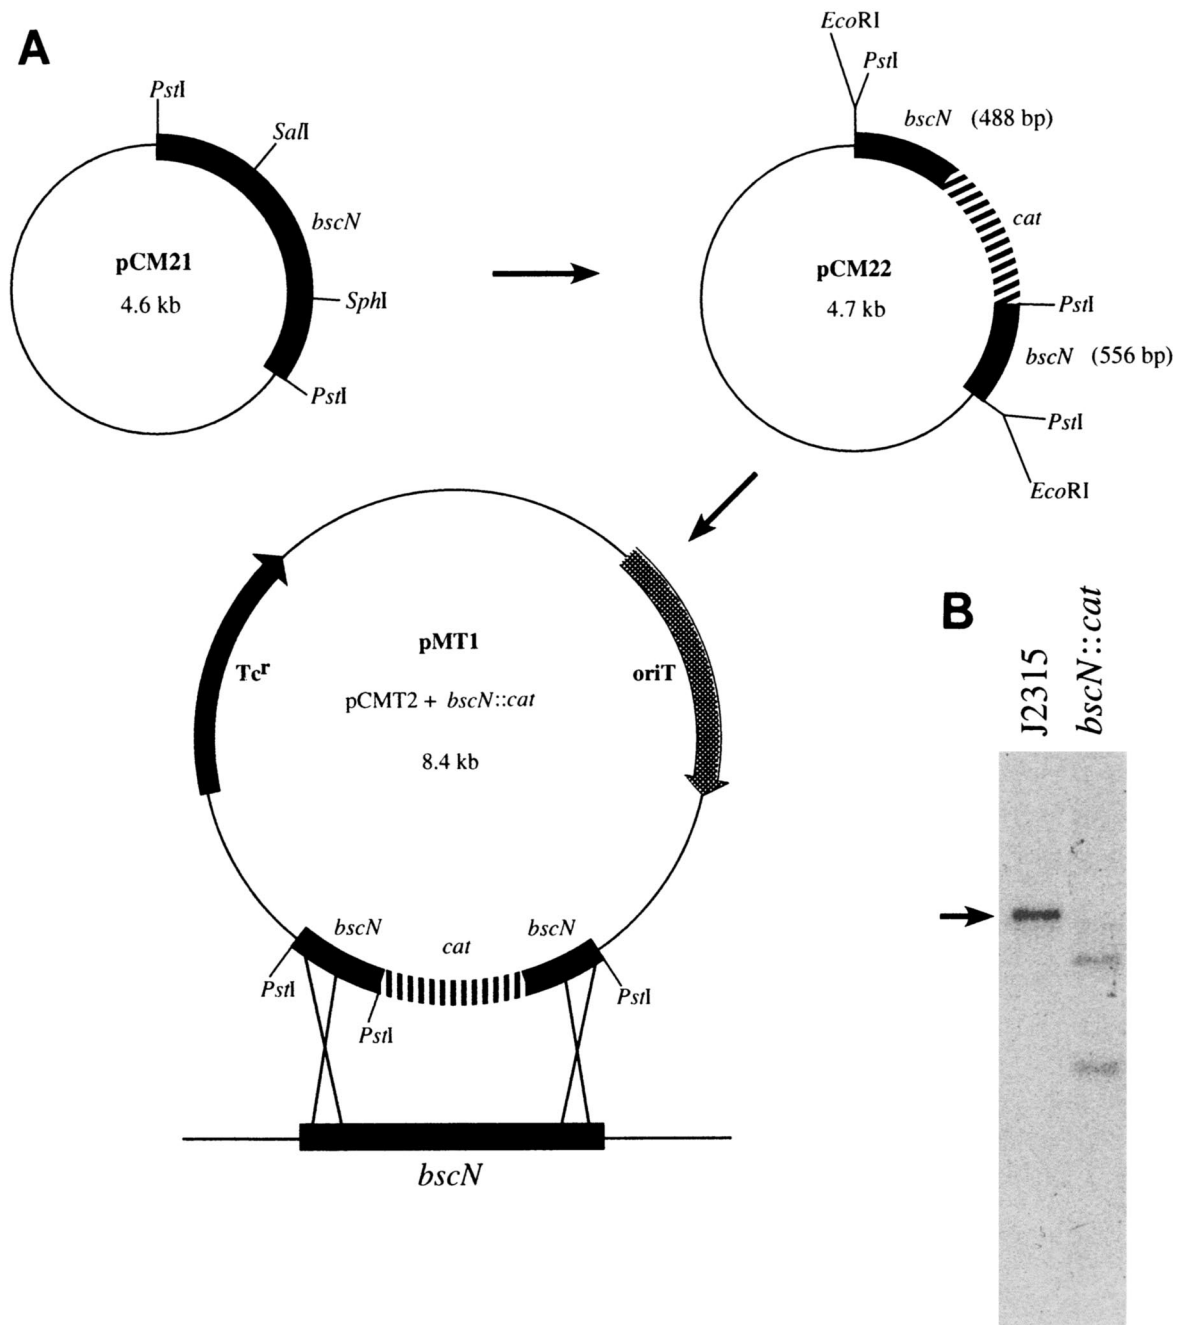 A
PstI
SalI
bscN
SphI
PstI
pCM21
4.6 kb
EcoRI
PstI
bscN (488 bp)
cat
PstI
bscN (556 bp)
PstI
EcoRI
pCM22
4.7 kb
Tcr
pMT1
pCMT2 + bscN::cat
8.4 kb
oriT
bscN
cat
bscN
PstI
PstI
PstI
bscN
B
J2315
bscN::cat